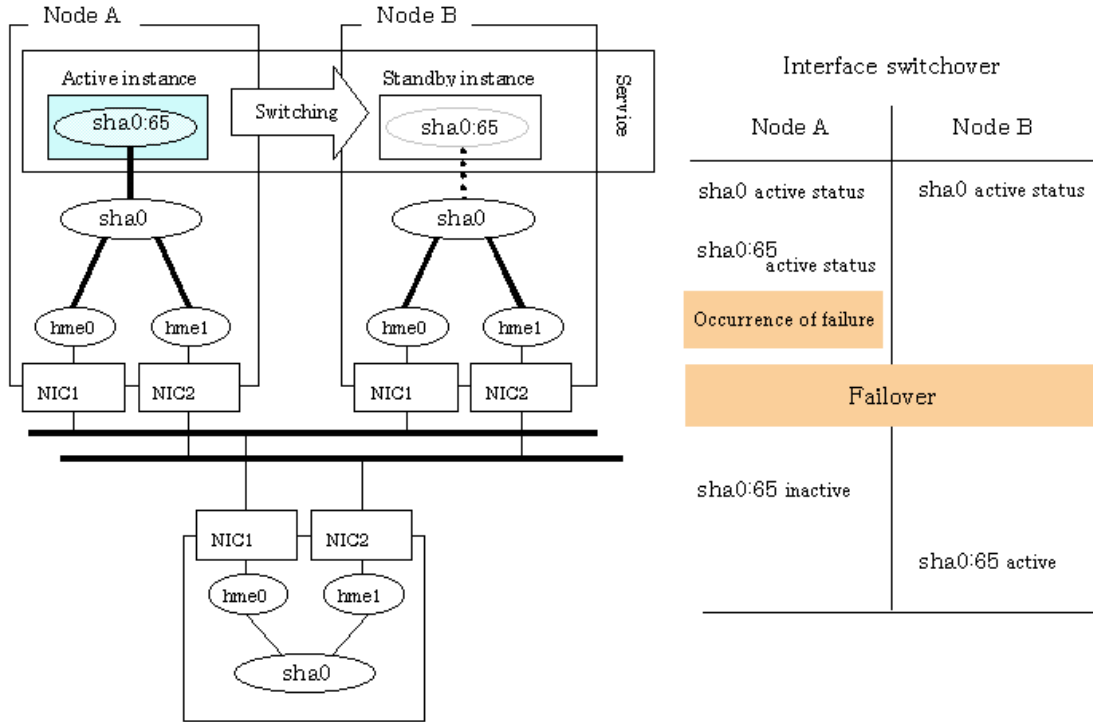 Node A
Node B
Active instance
Standby instance
Service
sha0:65
Switching
sha0:65
sha0
sha0
hme0
hme1
hme0
hme1
NIC1
NIC2
NIC1
NIC2
NIC1
NIC2
hme0
hme1
sha0
Interface switchover
Node A
Node B
sha0 active status
sha0 active status
sha0:65 active status
Occurrence of failure
Failover
sha0:65 inactive
sha0:65 active